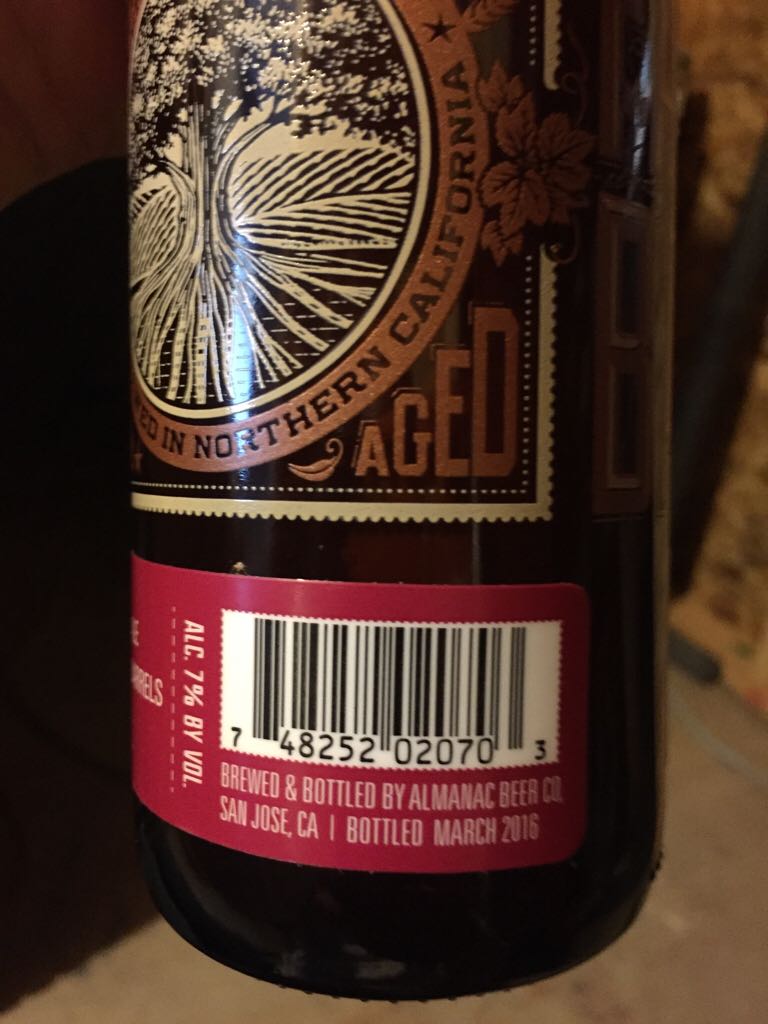 IN NORTHERN CALIFORNIA
AGED
ALC. 7% BY VOL.
7 48252 02070 3
BREWED & BOTTLED BY ALMANAC BEER CO.
SAN JOSE, CA | BOTTLED MARCH 2016